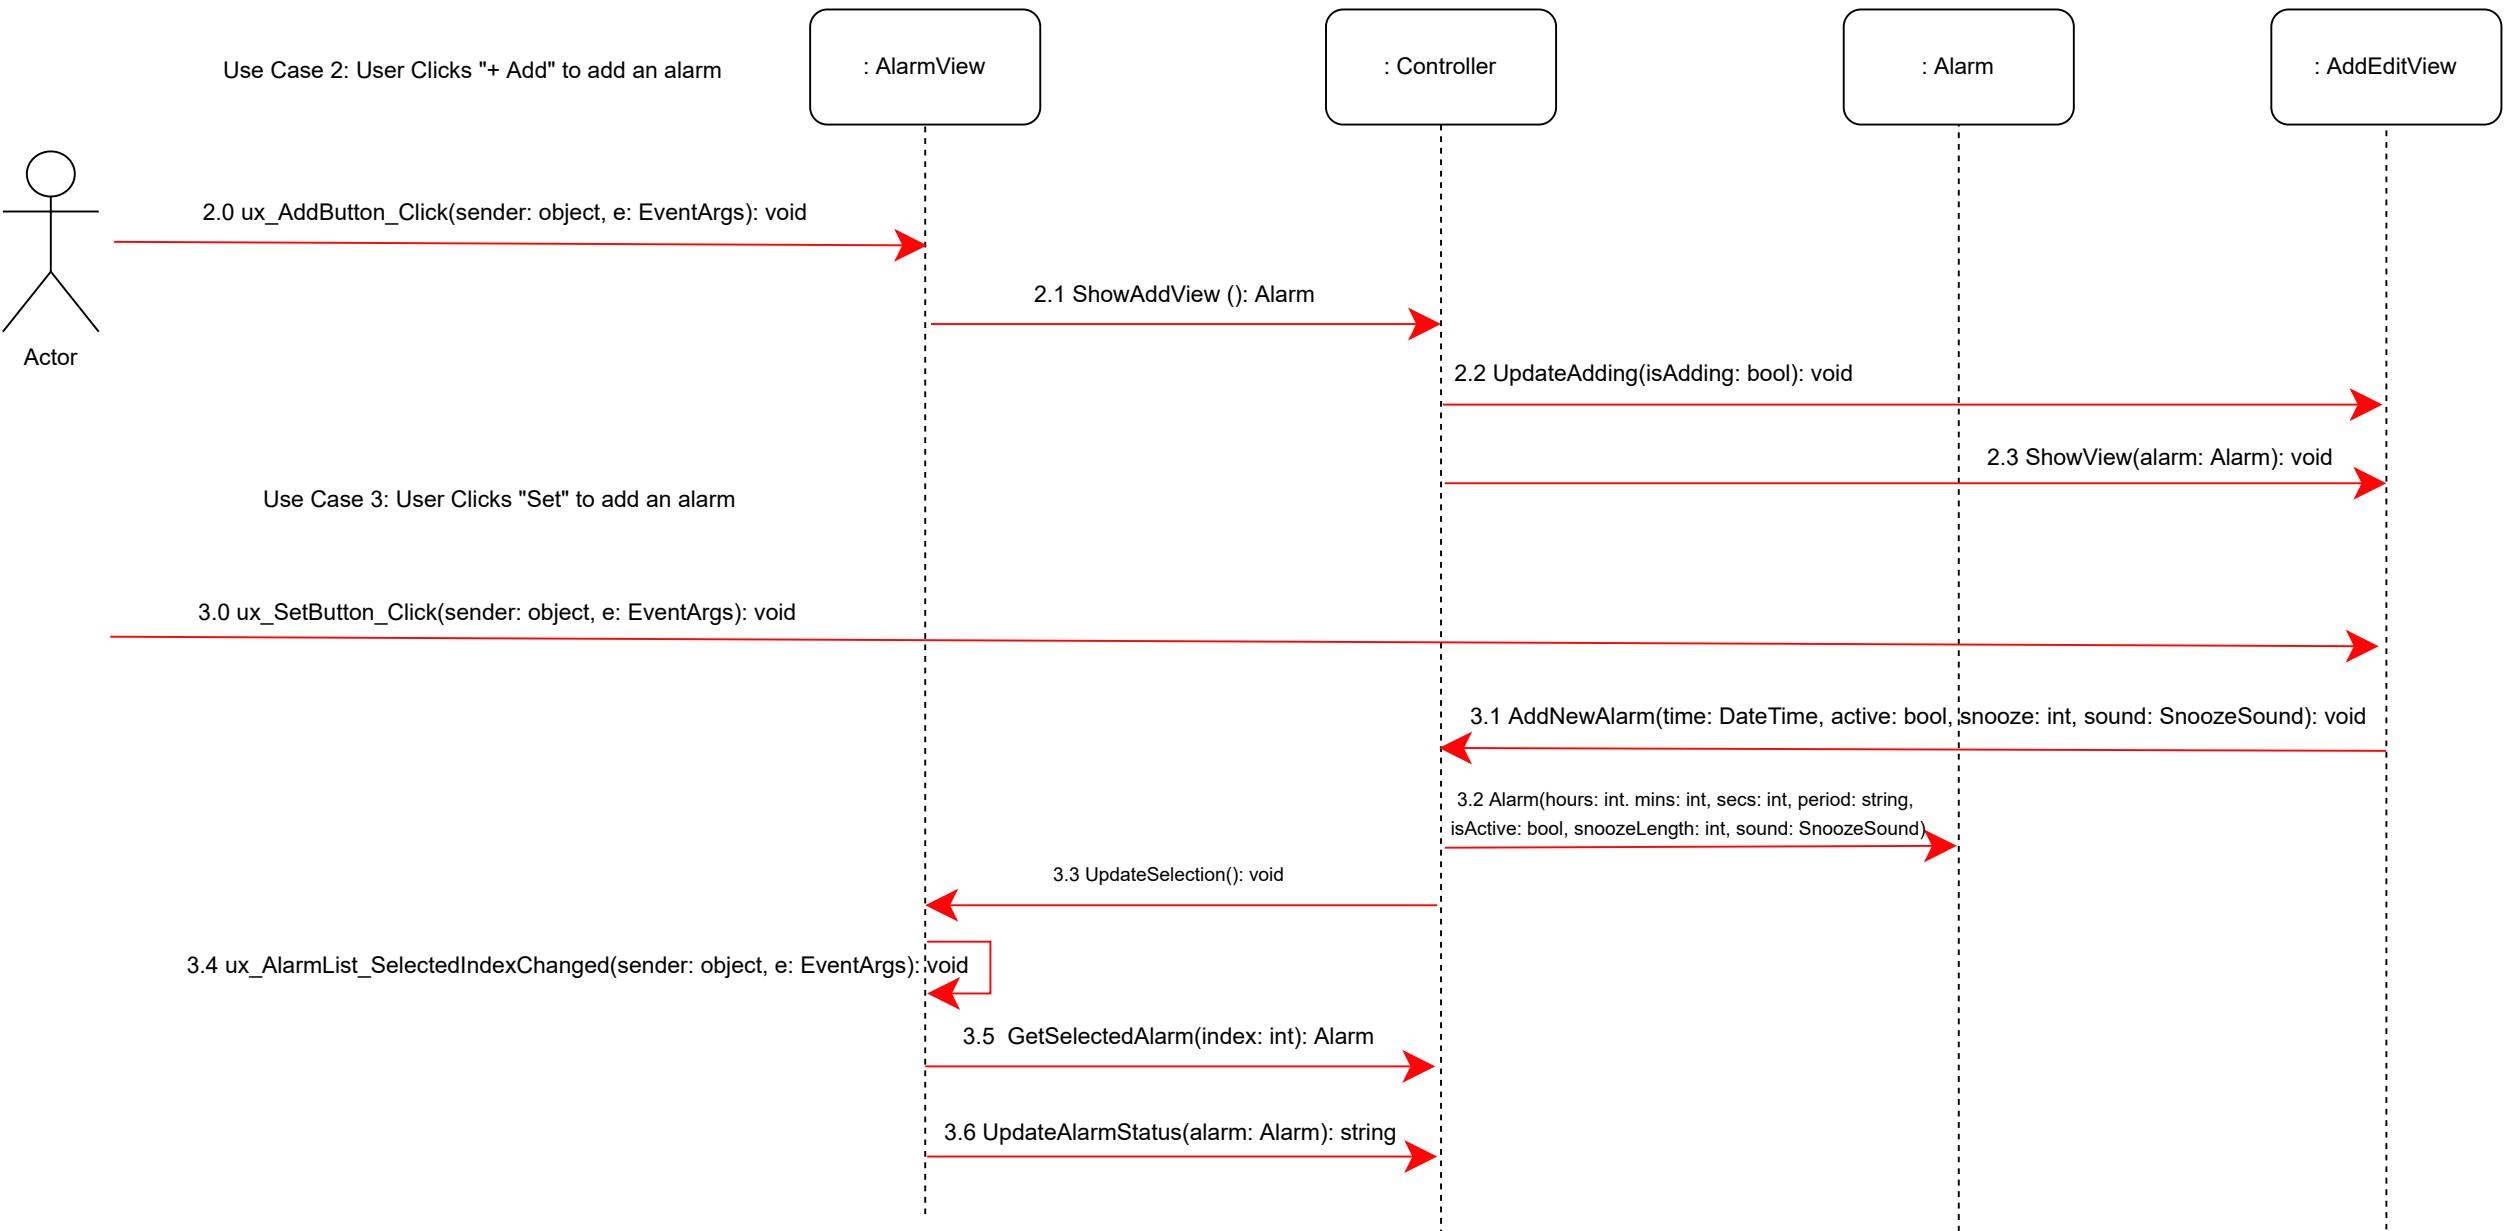 Use Case 2: User Clicks "+ Add" to add an alarm
: AlarmView
: Controller
: Alarm
: AddEditView
Actor
2.0 ux_AddButton_Click(sender: object, e: EventArgs): void
2.1 ShowAddView (): Alarm
2.2 UpdateAdding(isAdding: bool): void
2.3 ShowView(alarm: Alarm): void
Use Case 3: User Clicks "Set" to add an alarm
3.0 ux_SetButton_Click(sender: object, e: EventArgs): void
3.1 AddNewAlarm(time: DateTime, active: bool, snooze: int, sound: SnoozeSound): void
3.2 Alarm(hours: int. mins: int, secs: int, period: string,
isActive: bool, snoozeLength: int, sound: SnoozeSound)
3.3 UpdateSelection(): void
3.4 ux_AlarmList_SelectedIndexChanged(sender: object, e: EventArgs): void
3.5  GetSelectedAlarm(index: int): Alarm
3.6 UpdateAlarmStatus(alarm: Alarm): string